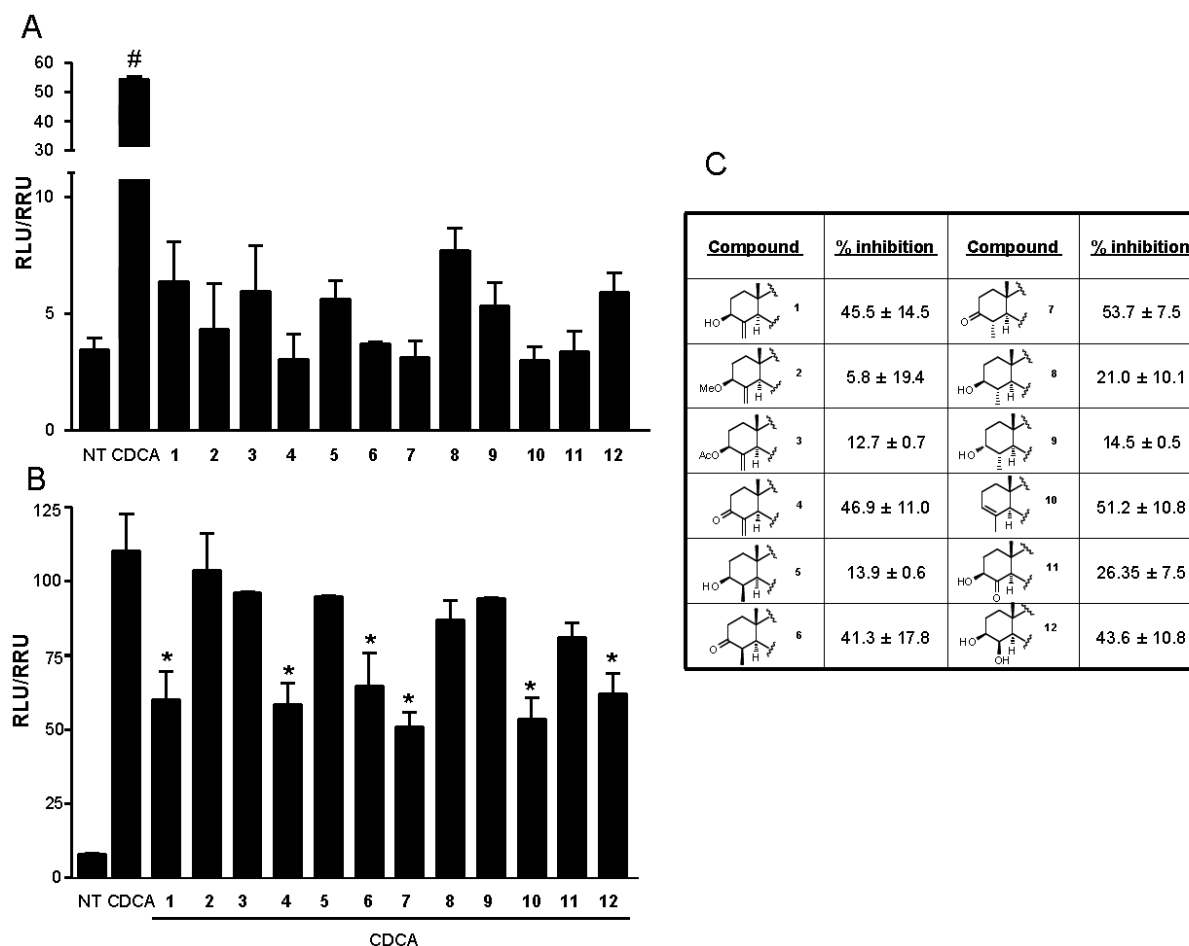 A
#
60
50
40
30
10
5
0
RLU/RRU
NT CDCA 1 2 3 4 5 6 7 8 9 10 11 12
B
125
100
75
50
25
0
RLU/RRU
* * * * * *
NT CDCA 1 2 3 4 5 6 7 8 9 10 11 12
CDCA
C
Compound % inhibition Compound % inhibition
HO H 1 45.5 ± 14.5 O H 7 53.7 ± 7.5
MeO H 2 5.8 ± 19.4 HO H 8 21.0 ± 10.1
AcO H 3 12.7 ± 0.7 HO H 9 14.5 ± 0.5
O H 4 46.9 ± 11.0 H 10 51.2 ± 10.8
HO H 5 13.9 ± 0.6 HO O H 11 26.35 ± 7.5
O H 6 41.3 ± 17.8 HO OH H 12 43.6 ± 10.8